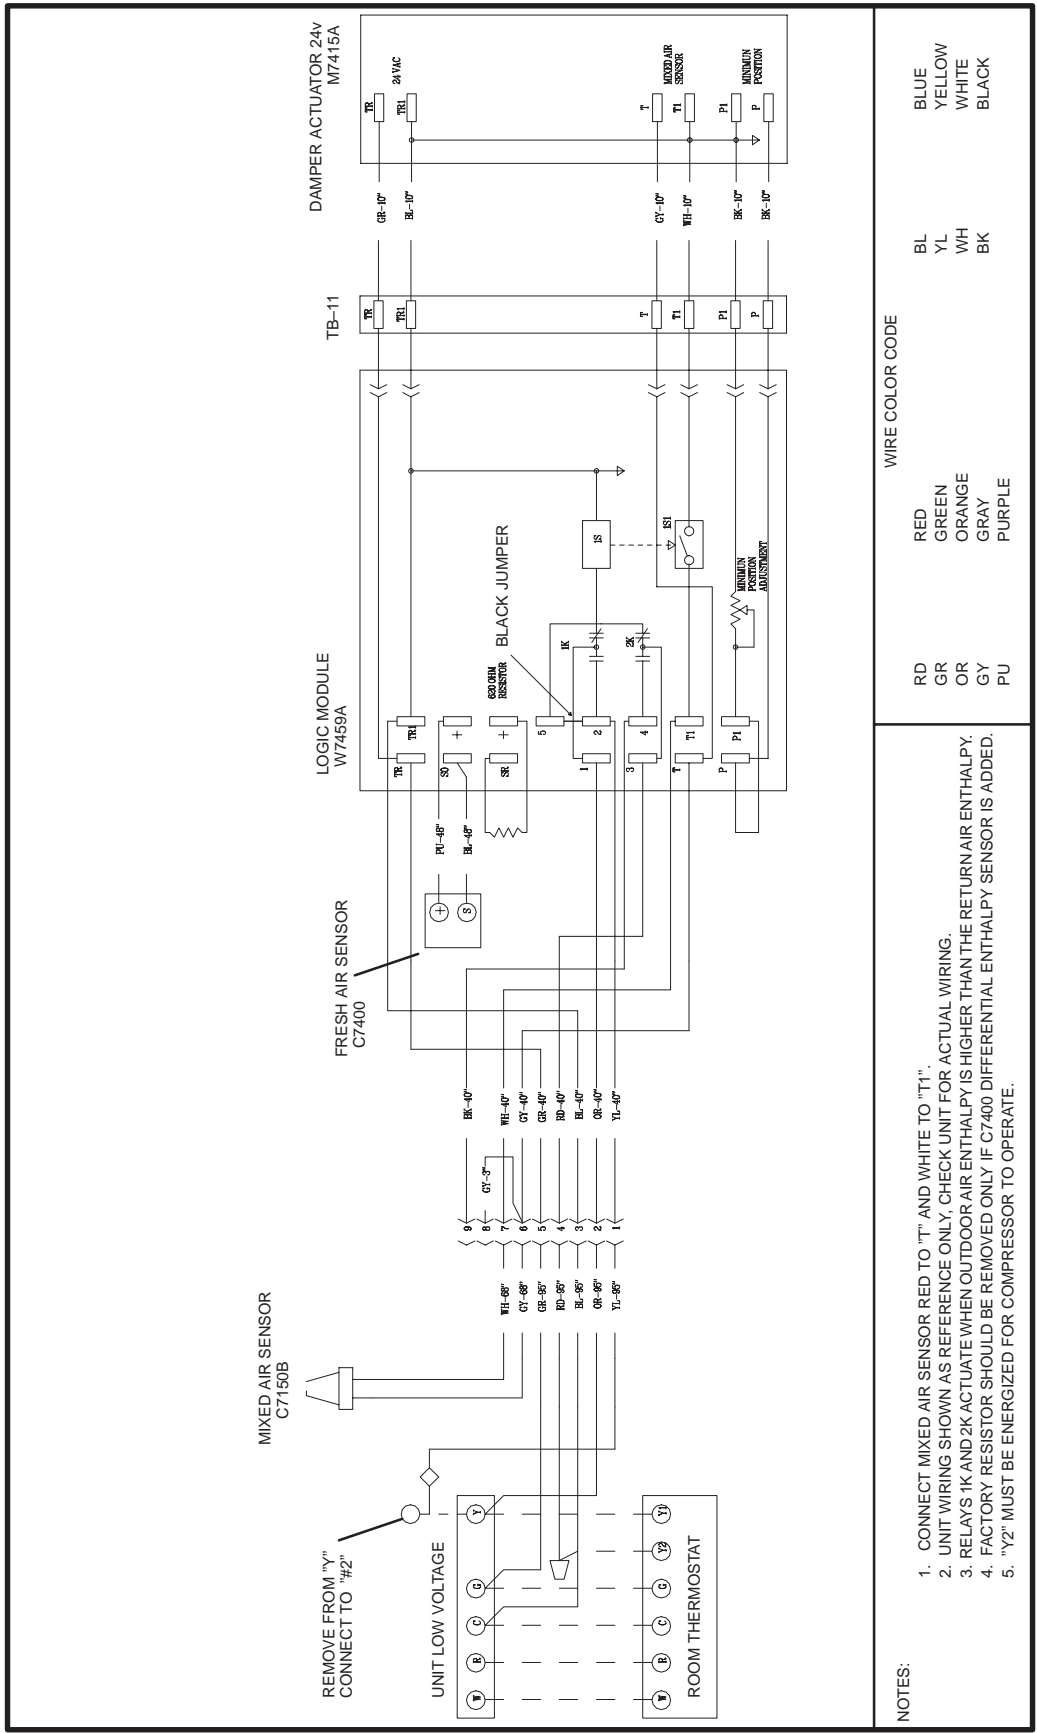 MIXED AIR SENSOR
C7150B
REMOVE FROM "Y"
CONNECT TO "#2"
UNIT LOW VOLTAGE
W
R
C
G
Y
ROOM THERMOSTAT
W
R
C
G
Y2
Y1
WH-68"
GY-68"
GR-95"
RD-95"
BL-95"
OR-95"
YL-95"
9
8
7
6
5
4
3
2
1
GY-3"
BK-40"
WH-40"
GY-40"
GR-40"
RD-40"
BL-40"
OR-40"
YL-40"
FRESH AIR SENSOR
C7400
+
S
PU-48"
BL-48"
LOGIC MODULE
W7459A
TR
TR1
SO
+
SR
+
620 OHM
RESISTOR
5
1
2
3
4
T
T1
P
P1
BLACK JUMPER
1K
2K
1S
1S1
MINIMUN
POSITION
ADJUSTMENT
TB–11
TR
TR1
T
T1
P1
P
GR-10"
BL-10"
GY-10"
WH-10"
BK-10"
BK-10"
DAMPER ACTUATOR 24v
M7415A
TR
TR1
24 VAC
T
T1
MIXED AIR
SENSOR
P1
P
MINIMUN
POSITION
NOTES:
1. CONNECT MIXED AIR SENSOR RED TO "T" AND WHITE TO "T1".
2. UNIT WIRING SHOWN AS REFERENCE ONLY, CHECK UNIT FOR ACTUAL WIRING.
3. RELAYS 1K AND 2K ACTUATE WHEN OUTDOOR AIR ENTHALPY IS HIGHER THAN THE RETURN AIR ENTHALPY.
4. FACTORY RESISTOR SHOULD BE REMOVED ONLY IF C7400 DIFFERENTIAL ENTHALPY SENSOR IS ADDED.
5. "Y2" MUST BE ENERGIZED FOR COMPRESSOR TO OPERATE.
WIRE COLOR CODE
RD RED BL BLUE
GR GREEN YL YELLOW
OR ORANGE WH WHITE
GY GRAY BK BLACK
PU PURPLE